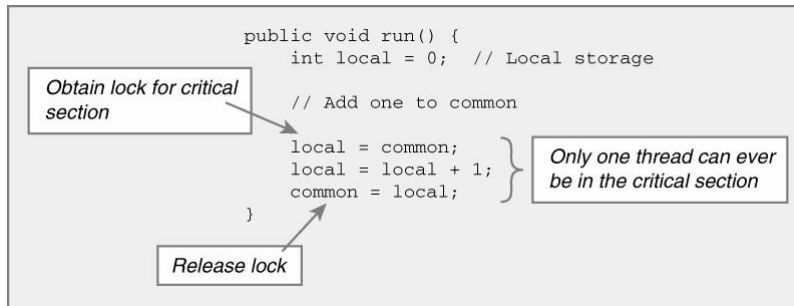 public void run() {
int local = 0;  // Local storage
Obtain lock for critical
section
// Add one to common
local = common;
local = local + 1;
common = local;
Only one thread can ever
be in the critical section
}
Release lock